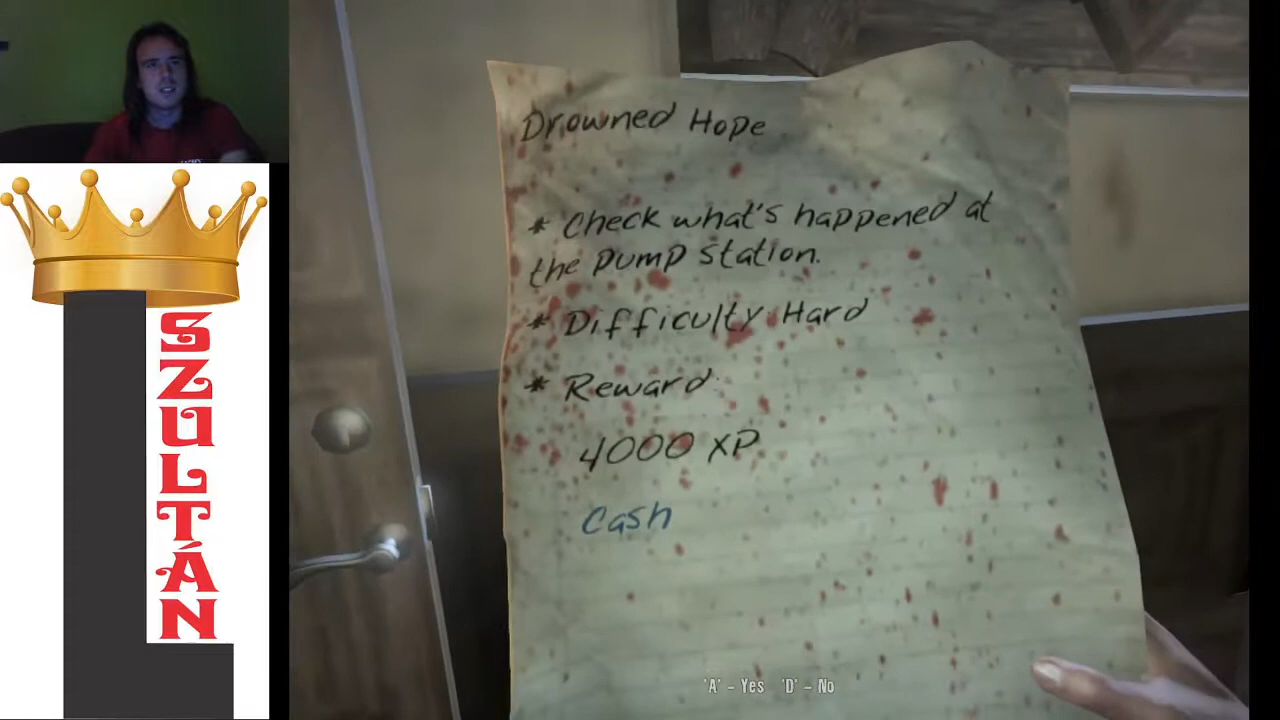 L
SZULTÁN
Drowned Hope
* Check what's happened at
the pump station.
* Difficulty Hard
* Reward
4000 XP
Cash
'A' - Yes 'D' - No